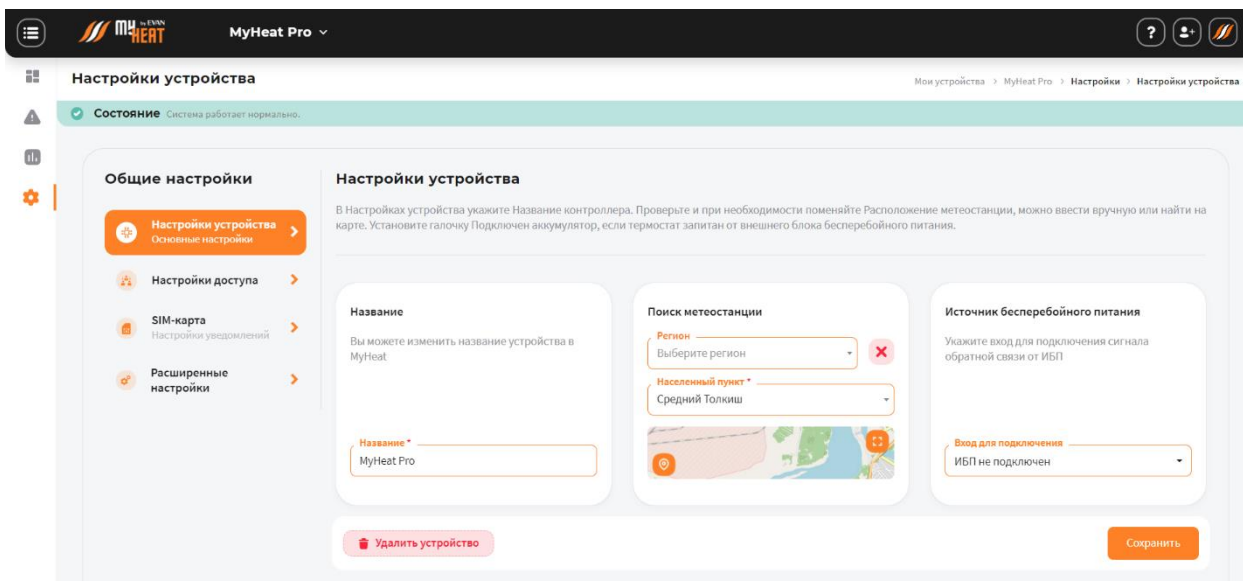 MYHEAT by EVAN
MyHeat Pro
?
Настройки устройства
Мои устройства > MyHeat Pro > Настройки > Настройки устройства
Состояние Система работает нормально.
Общие настройки
Настройки устройства
Основные настройки
Настройки доступа
SIM-карта
Настройки уведомлений
Расширенные
настройки
Настройки устройства
В Настройках устройства укажите Название контроллера. Проверьте и при необходимости поменяйте Расположение метеостанции, можно ввести вручную или найти на
карте. Установите галочку Подключен аккумулятор, если термостат запитан от внешнего блока бесперебойного питания.
Название
Вы можете изменить название устройства в
MyHeat
Название *
MyHeat Pro
Поиск метеостанции
Регион
Выберите регион
Населенный пункт *
Средний Толкиш
Источник бесперебойного питания
Укажите вход для подключения сигнала
обратной связи от ИБП
Вход для подключения
ИБП не подключен
Удалить устройство
Сохранить